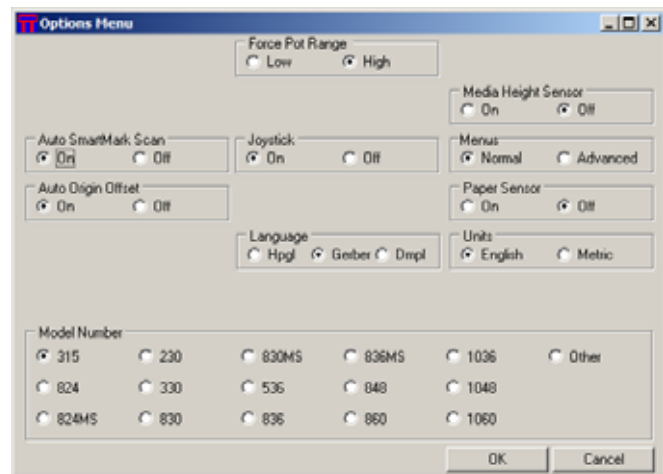 Options Menu
Force Pot Range
Low High
Media Height Sensor
On Off
Auto SmartMark Scan Joystick Menus
On Off On Off Normal Advanced
Auto Origin Offset Paper Sensor
On Off On Off
Language Units
Hpgl Gerber Dmpl English Metric
Model Number
315 230 830MS 836MS 1036 Other
824 330 536 848 1048
824MS 830 836 860 1060
OK Cancel